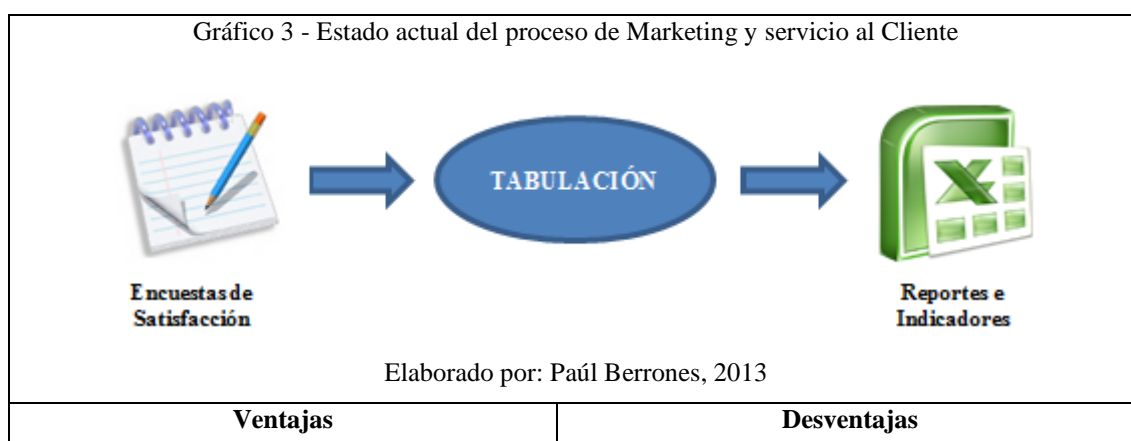 Gráfico 3 - Estado actual del proceso de Marketing y servicio al Cliente
TABULACIÓN
Encuestas de
Satisfacción
Reportes e
Indicadores
Elaborado por: Paúl Berrones, 2013
Ventajas
Desventajas